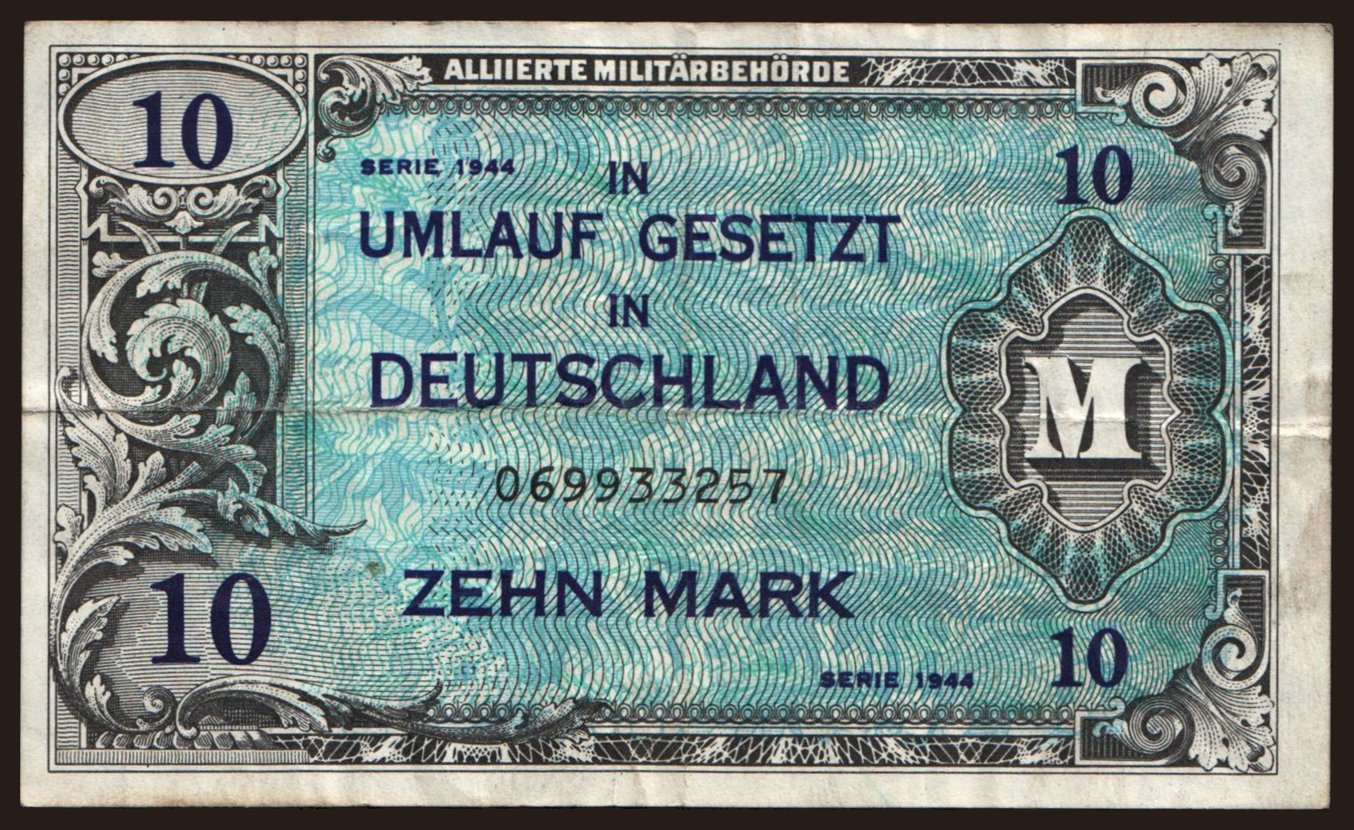 10
ALLIIERTE MILITÄRBEHÖRDE
SERIE 1944
IN
10
UMLAUF GESETZT
IN
DEUTSCHLAND
M
069933257
10
ZEHN MARK
SERIE 1944
10